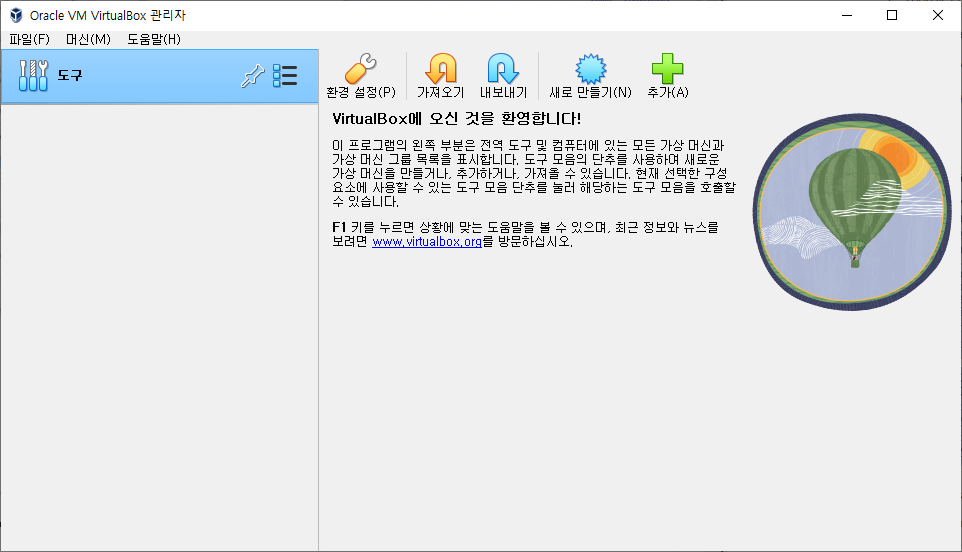 Oracle VM VirtualBox 관리자
파일(F) 머신(M) 도움말(H)
도구
환경 설정(P) 가져오기 내보내기 새로 만들기(N) 추가(A)
VirtualBox에 오신 것을 환영합니다!
이 프로그램의 왼쪽 부분은 전역 도구 및 컴퓨터에 있는 모든 가상 머신과
가상 머신 그룹 목록을 표시합니다. 도구 모음의 단추를 사용하여 새로운
가상 머신을 만들거나, 추가하거나, 가져올 수 있습니다. 현재 선택한 구성
요소에 사용할 수 있는 도구 모음 단추를 눌러 해당하는 도구 모음을 호출할
수 있습니다.
F1 키를 누르면 상황에 맞는 도움말을 볼 수 있으며, 최근 정보와 뉴스를
보려면 www.virtualbox.org를 방문하십시오.